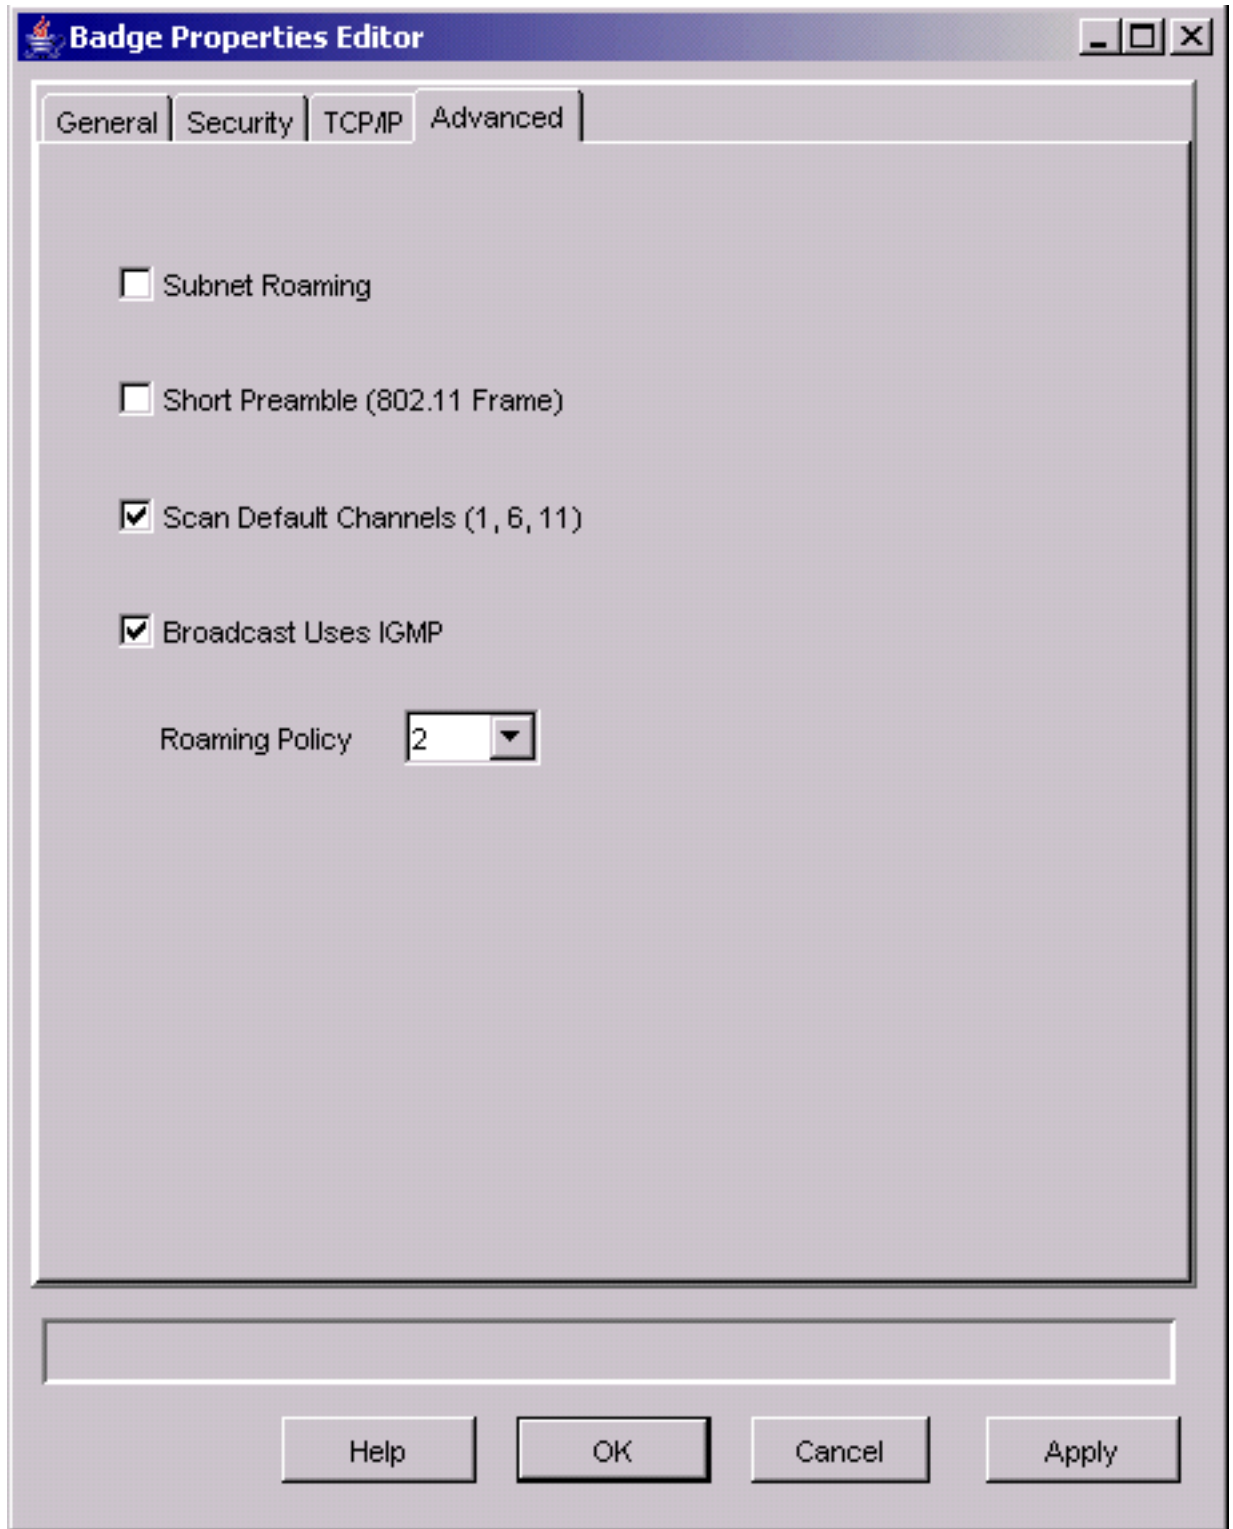 Badge Properties Editor
General Security TCP/IP Advanced
Subnet Roaming
Short Preamble (802.11 Frame)
Scan Default Channels (1, 6, 11)
Broadcast Uses IGMP
Roaming Policy 2
Help OK Cancel Apply